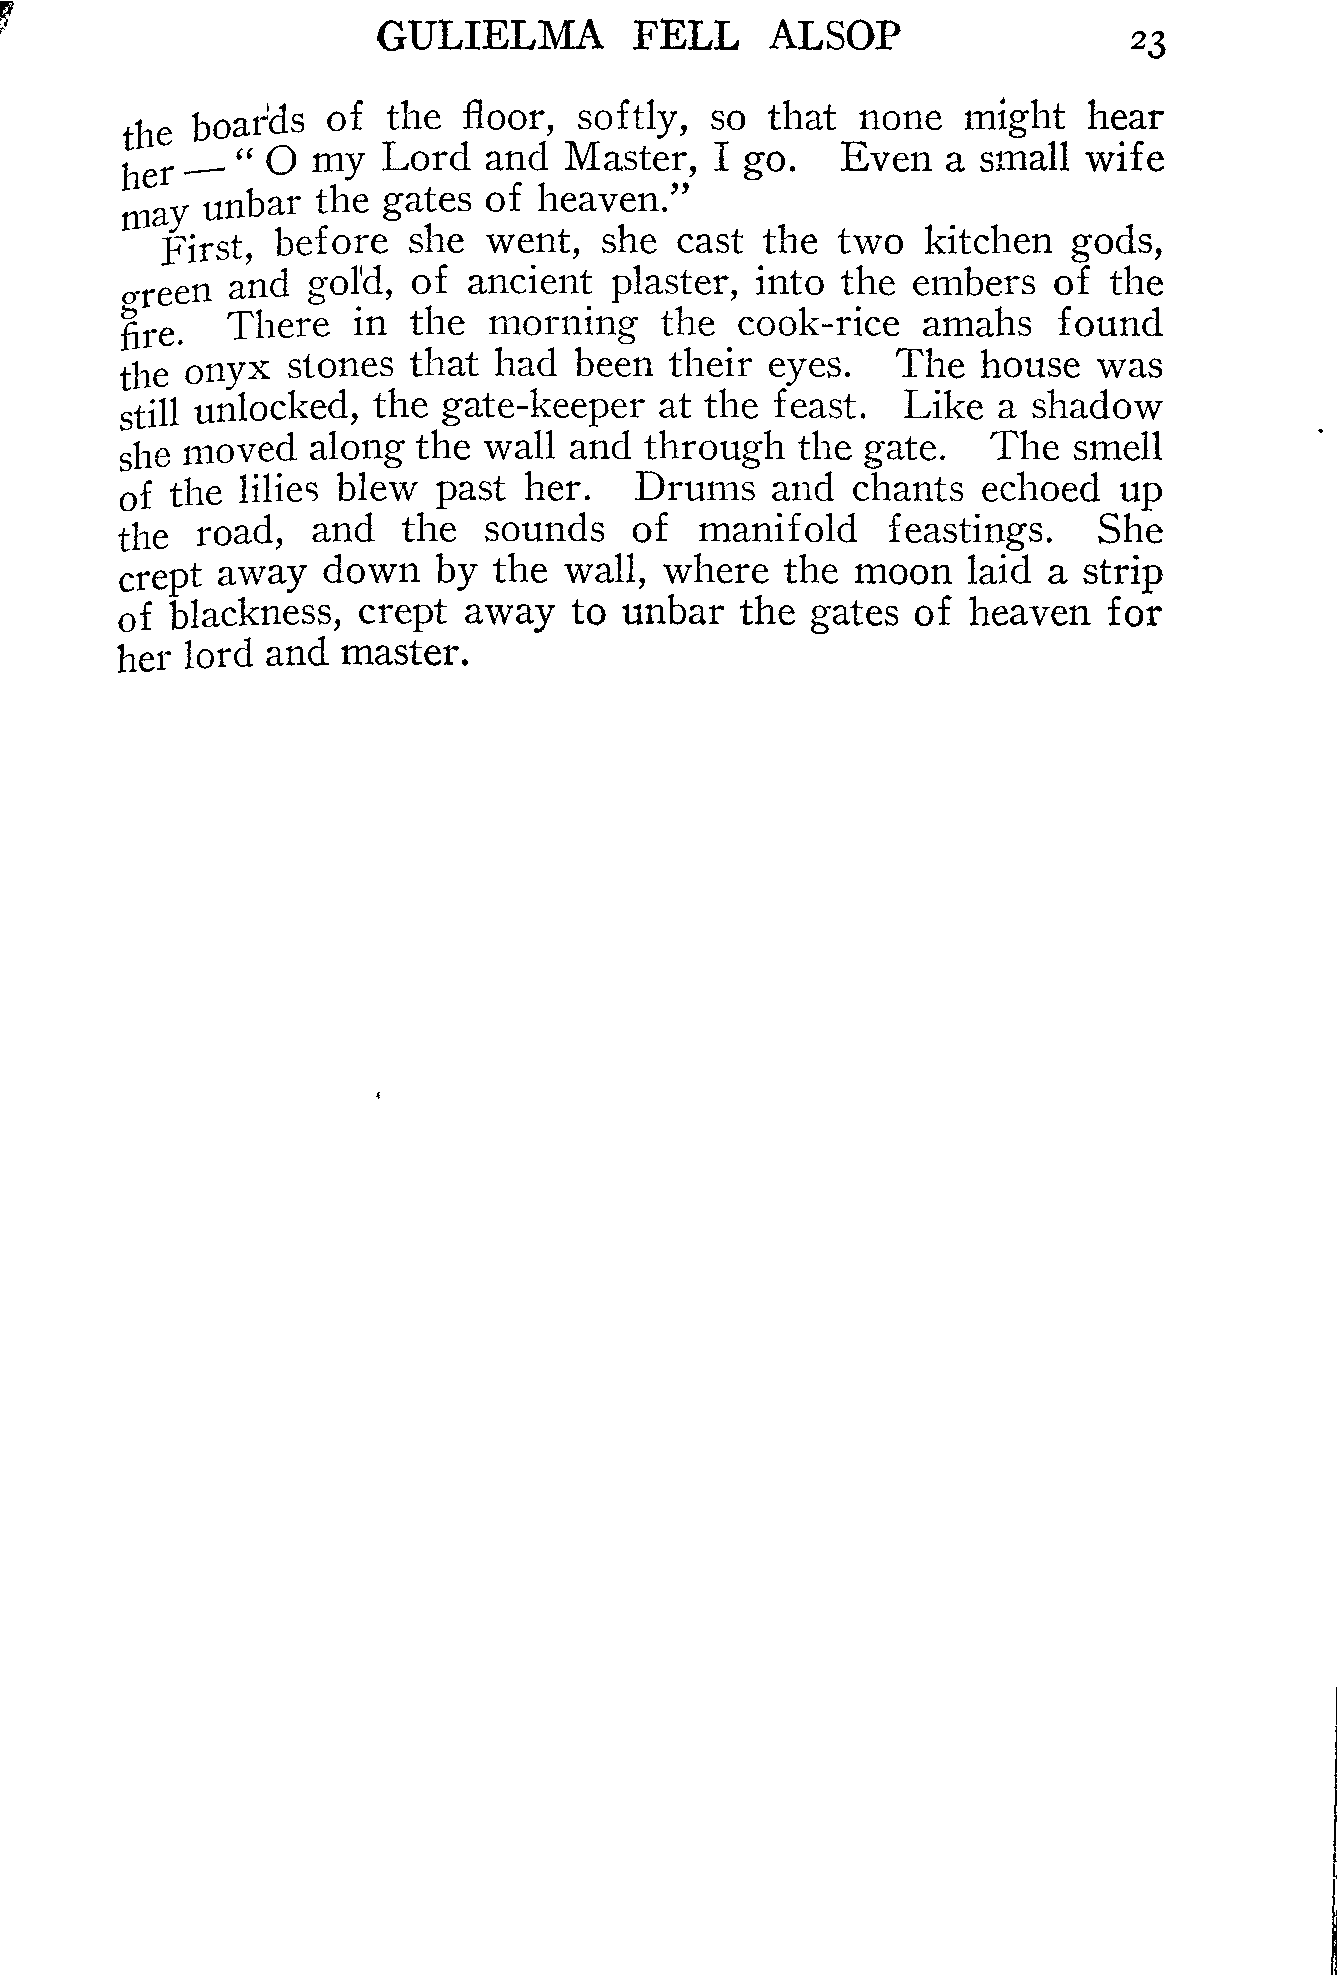 GULIELMA FELL ALSOP 23
the boards of the floor, softly, so that none might hear
her — “ O my Lord and Master, I go. Even a small wife
may unbar the gates of heaven.”
First, before she went, she cast the two kitchen gods,
green and gold, of ancient plaster, into the embers of the
fire. There in the morning the cook-rice amahs found
the onyx stones that had been their eyes. The house was
still unlocked, the gate-keeper at the feast. Like a shadow
she moved along the wall and through the gate. The smell
of the lilies blew past her. Drums and chants echoed up
the road, and the sounds of manifold feastings. She
crept away down by the wall, where the moon laid a strip
of blackness, crept away to unbar the gates of heaven for
her lord and master.